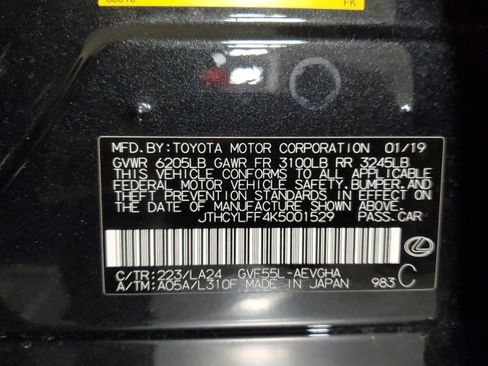 FK
MFD.BY:TOYOTA MOTOR CORPORATION 01/19
GVWR 6205LB GAWR FR 3100LB RR 3245LB
THIS VEHICLE CONFORMS TO ALL APPLICABLE
FEDERAL MOTOR VEHICLE SAFETY,BUMPER,AND
THEFT PREVENTION STANDARDS IN EFFECT ON
THE DATE OF MANUFACTURE SHOWN ABOVE.
JTHCYLFF4K5001529 PASS.CAR
C/TR:223/LA24 GVF55L-AEVGHA
A/TM:A05A/L310F MADE IN JAPAN 983 C